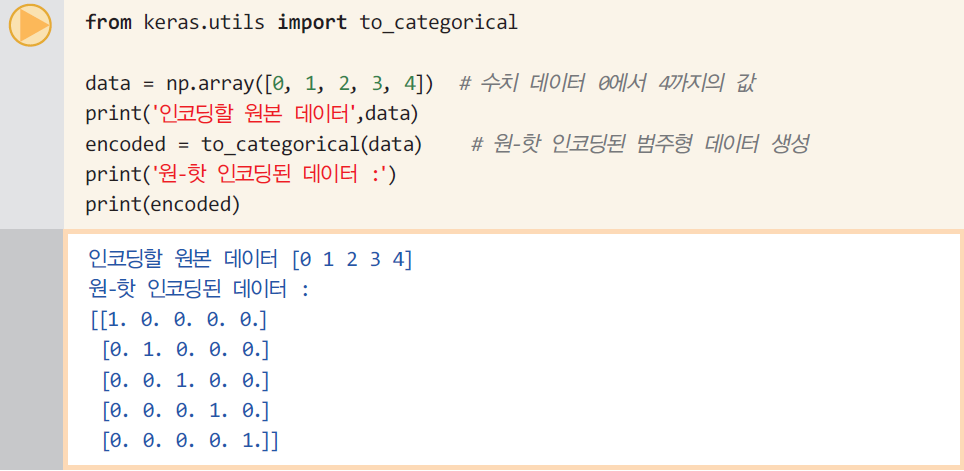 from keras.utils import to_categorical
data = np.array([0, 1, 2, 3, 4])  # 수치 데이터 0에서 4까지의 값
print('인코딩할 원본 데이터',data)
encoded = to_categorical(data)    # 원-핫 인코딩된 범주형 데이터 생성
print('원-핫 인코딩된 데이터 :')
print(encoded)
인코딩할 원본 데이터 [0 1 2 3 4]
원-핫 인코딩된 데이터 :
[[1. 0. 0. 0. 0.]
 [0. 1. 0. 0. 0.]
 [0. 0. 1. 0. 0.]
 [0. 0. 0. 1. 0.]
 [0. 0. 0. 0. 1.]]